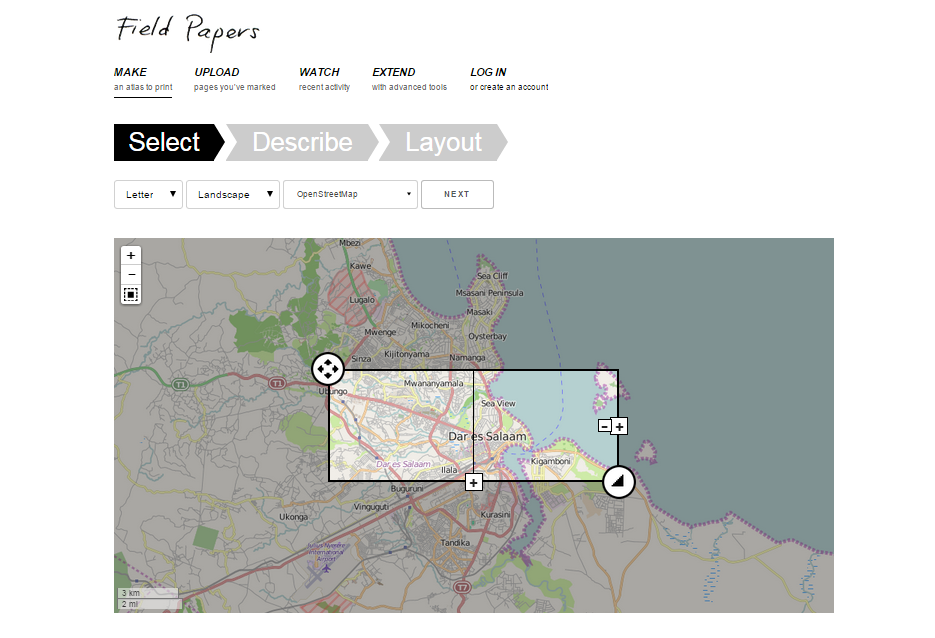 Field Papers
MAKE UPLOAD WATCH EXTEND LOG IN
an atlas to print pages you've marked recent activity with advanced tools or create an account
Select Describe Layout
Letter ▼ Landscape ▼ OpenStreetMap ▾ NEXT
+
−
Mbezi
Kawe
Sea Cliff
Msasani Peninsula
Lugalo
Masaki
Mikocheni
Mwenge
Oysterbay
Kijitonyama
Sinza
Namanga
T1
T1
Mwananyamala
Ubungo
Sea View
− +
Dar es Salaam
Dar es Salaam
Kigamboni
Ilala
+
Buguruni
Vinguguti
Kurasini
Ukonga
Tandika
Julius Nyerere
International
Airport
T7
3 km
2 mi